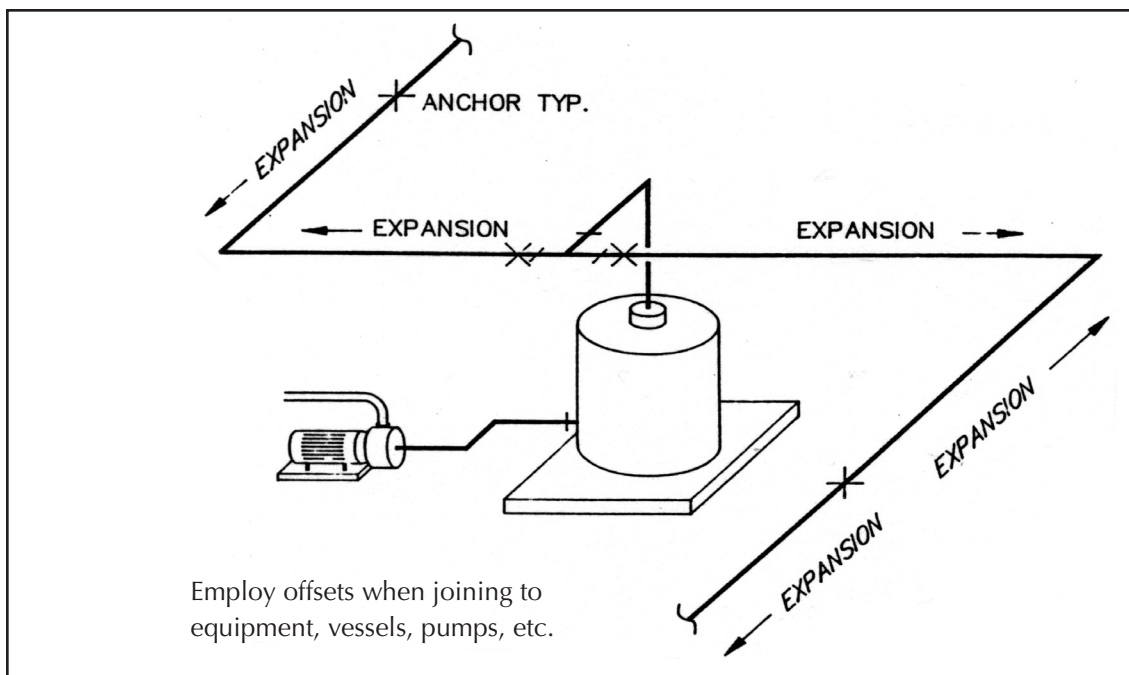 EXPANSION
ANCHOR TYP.
EXPANSION
EXPANSION
EXPANSION
EXPANSION
Employ offsets when joining to
equipment, vessels, pumps, etc.